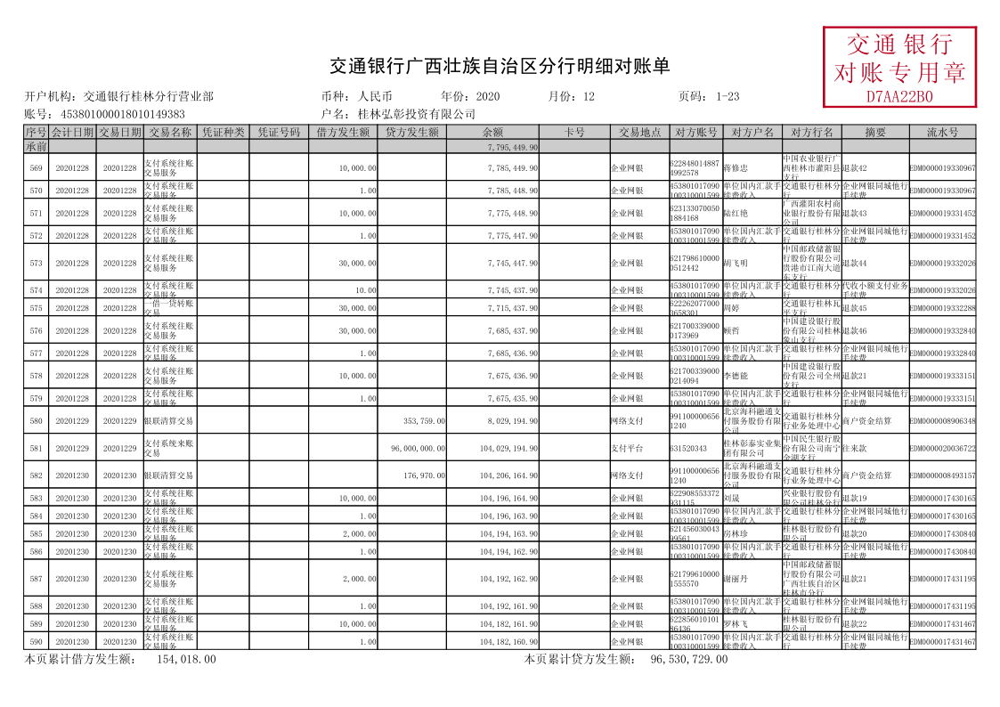 交通银行
对账专用章
D7AA22B0
交通银行广西壮族自治区分行明细对账单
开户机构：交通银行桂林分行营业部 币种：人民币 年份：2020 月份：12 页码：1-23
账号：453801000018010149383 户名：桂林弘彰投资有限公司
序号 会计日期 交易日期 交易名称 凭证种类 凭证号码 借方发生额 贷方发生额 余额 卡号 交易地点 对方账号 对方户名 对方行名 摘要 流水号
承前 7,795,449.90
569 20201228 20201228 支付系统往账交易服务 10,000.00 7,785,449.90 企业网银 6228480148874992578 蒋修忠 中国农业银行广西桂林市灌阳县支行 退款42 EDM0000019330967
570 20201228 20201228 支付系统往账交易服务 1.00 7,785,448.90 企业网银 453801017090100310001599 单位国内汇款手续费收入 交通银行桂林分行 企业网银同城他行手续费 EDM0000019330967
571 20201228 20201228 支付系统往账交易服务 10,000.00 7,775,448.90 企业网银 6231330700501884168 陆红艳 广西灌阳农村商业银行股份有限公司 退款43 EDM0000019331452
572 20201228 20201228 支付系统往账交易服务 1.00 7,775,447.90 企业网银 453801017090100310001599 单位国内汇款手续费收入 交通银行桂林分行 企业网银同城他行手续费 EDM0000019331452
573 20201228 20201228 支付系统往账交易服务 30,000.00 7,745,447.90 企业网银 6217986100000512442 胡飞明 中国邮政储蓄银行股份有限公司贵港市江南大道东支行 退款44 EDM0000019332026
574 20201228 20201228 支付系统往账交易服务 10.00 7,745,437.90 企业网银 453801017090100310001599 单位国内汇款手续费收入 交通银行桂林分行 代收小额支付业务手续费 EDM0000019332026
575 20201228 20201228 一借一贷转账交易 30,000.00 7,715,437.90 企业网银 6222620770003658301 周婷 交通银行桂林瓦平支行 退款45 EDM0000019332288
576 20201228 20201228 支付系统往账交易服务 30,000.00 7,685,437.90 企业网银 6217003390000173969 顾哲 中国建设银行股份有限公司桂林象山支行 退款46 EDM0000019332840
577 20201228 20201228 支付系统往账交易服务 1.00 7,685,436.90 企业网银 453801017090100310001599 单位国内汇款手续费收入 交通银行桂林分行 企业网银同城他行手续费 EDM0000019332840
578 20201228 20201228 支付系统往账交易服务 10,000.00 7,675,436.90 企业网银 6217003390000214094 李德能 中国建设银行股份有限公司全州支行 退款21 EDM0000019333151
579 20201228 20201228 支付系统往账交易服务 1.00 7,675,435.90 企业网银 453801017090100310001599 单位国内汇款手续费收入 交通银行桂林分行 企业网银同城他行手续费 EDM0000019333151
580 20201229 20201229 银联清算交易 353,759.00 8,029,194.90 网络支付 9911000006561240 北京海科融通支付服务股份有限公司 交通银行桂林分行业务处理中心 商户资金结算 EDM0000008906348
581 20201229 20201229 支付系统来账交易 96,000,000.00 104,029,194.90 支付平台 631520343 桂林彰泰实业集团有限公司 中国民生银行股份有限公司南宁金湖支行 往来款 EDM0000020036722
582 20201230 20201230 银联清算交易 176,970.00 104,206,164.90 网络支付 9911000006561240 北京海科融通支付服务股份有限公司 交通银行桂林分行业务处理中心 商户资金结算 EDM0000008493157
583 20201230 20201230 支付系统往账交易服务 10,000.00 104,196,164.90 企业网银 622908553372931115 刘晟 兴业银行股份有限公司桂林分行 退款19 EDM0000017430165
584 20201230 20201230 支付系统往账交易服务 1.00 104,196,163.90 企业网银 453801017090100310001599 单位国内汇款手续费收入 交通银行桂林分行 企业网银同城他行手续费 EDM0000017430165
585 20201230 20201230 支付系统往账交易服务 2,000.00 104,194,163.90 企业网银 62145603004399561 房林珍 桂林银行股份有限公司 退款20 EDM0000017430840
586 20201230 20201230 支付系统往账交易服务 1.00 104,194,162.90 企业网银 453801017090100310001599 单位国内汇款手续费收入 交通银行桂林分行 企业网银同城他行手续费 EDM0000017430840
587 20201230 20201230 支付系统往账交易服务 2,000.00 104,192,162.90 企业网银 6217996100001555570 谢丽丹 中国邮政储蓄银行股份有限公司广西壮族自治区桂林市分行 退款21 EDM0000017431195
588 20201230 20201230 支付系统往账交易服务 1.00 104,192,161.90 企业网银 453801017090100310001599 单位国内汇款手续费收入 交通银行桂林分行 企业网银同城他行手续费 EDM0000017431195
589 20201230 20201230 支付系统往账交易服务 10,000.00 104,182,161.90 企业网银 62285601010186436 罗林飞 桂林银行股份有限公司 退款22 EDM0000017431467
590 20201230 20201230 支付系统往账交易服务 1.00 104,182,160.90 企业网银 453801017090100310001599 单位国内汇款手续费收入 交通银行桂林分行 企业网银同城他行手续费 EDM0000017431467
本页累计借方发生额： 154,018.00 本页累计贷方发生额： 96,530,729.00